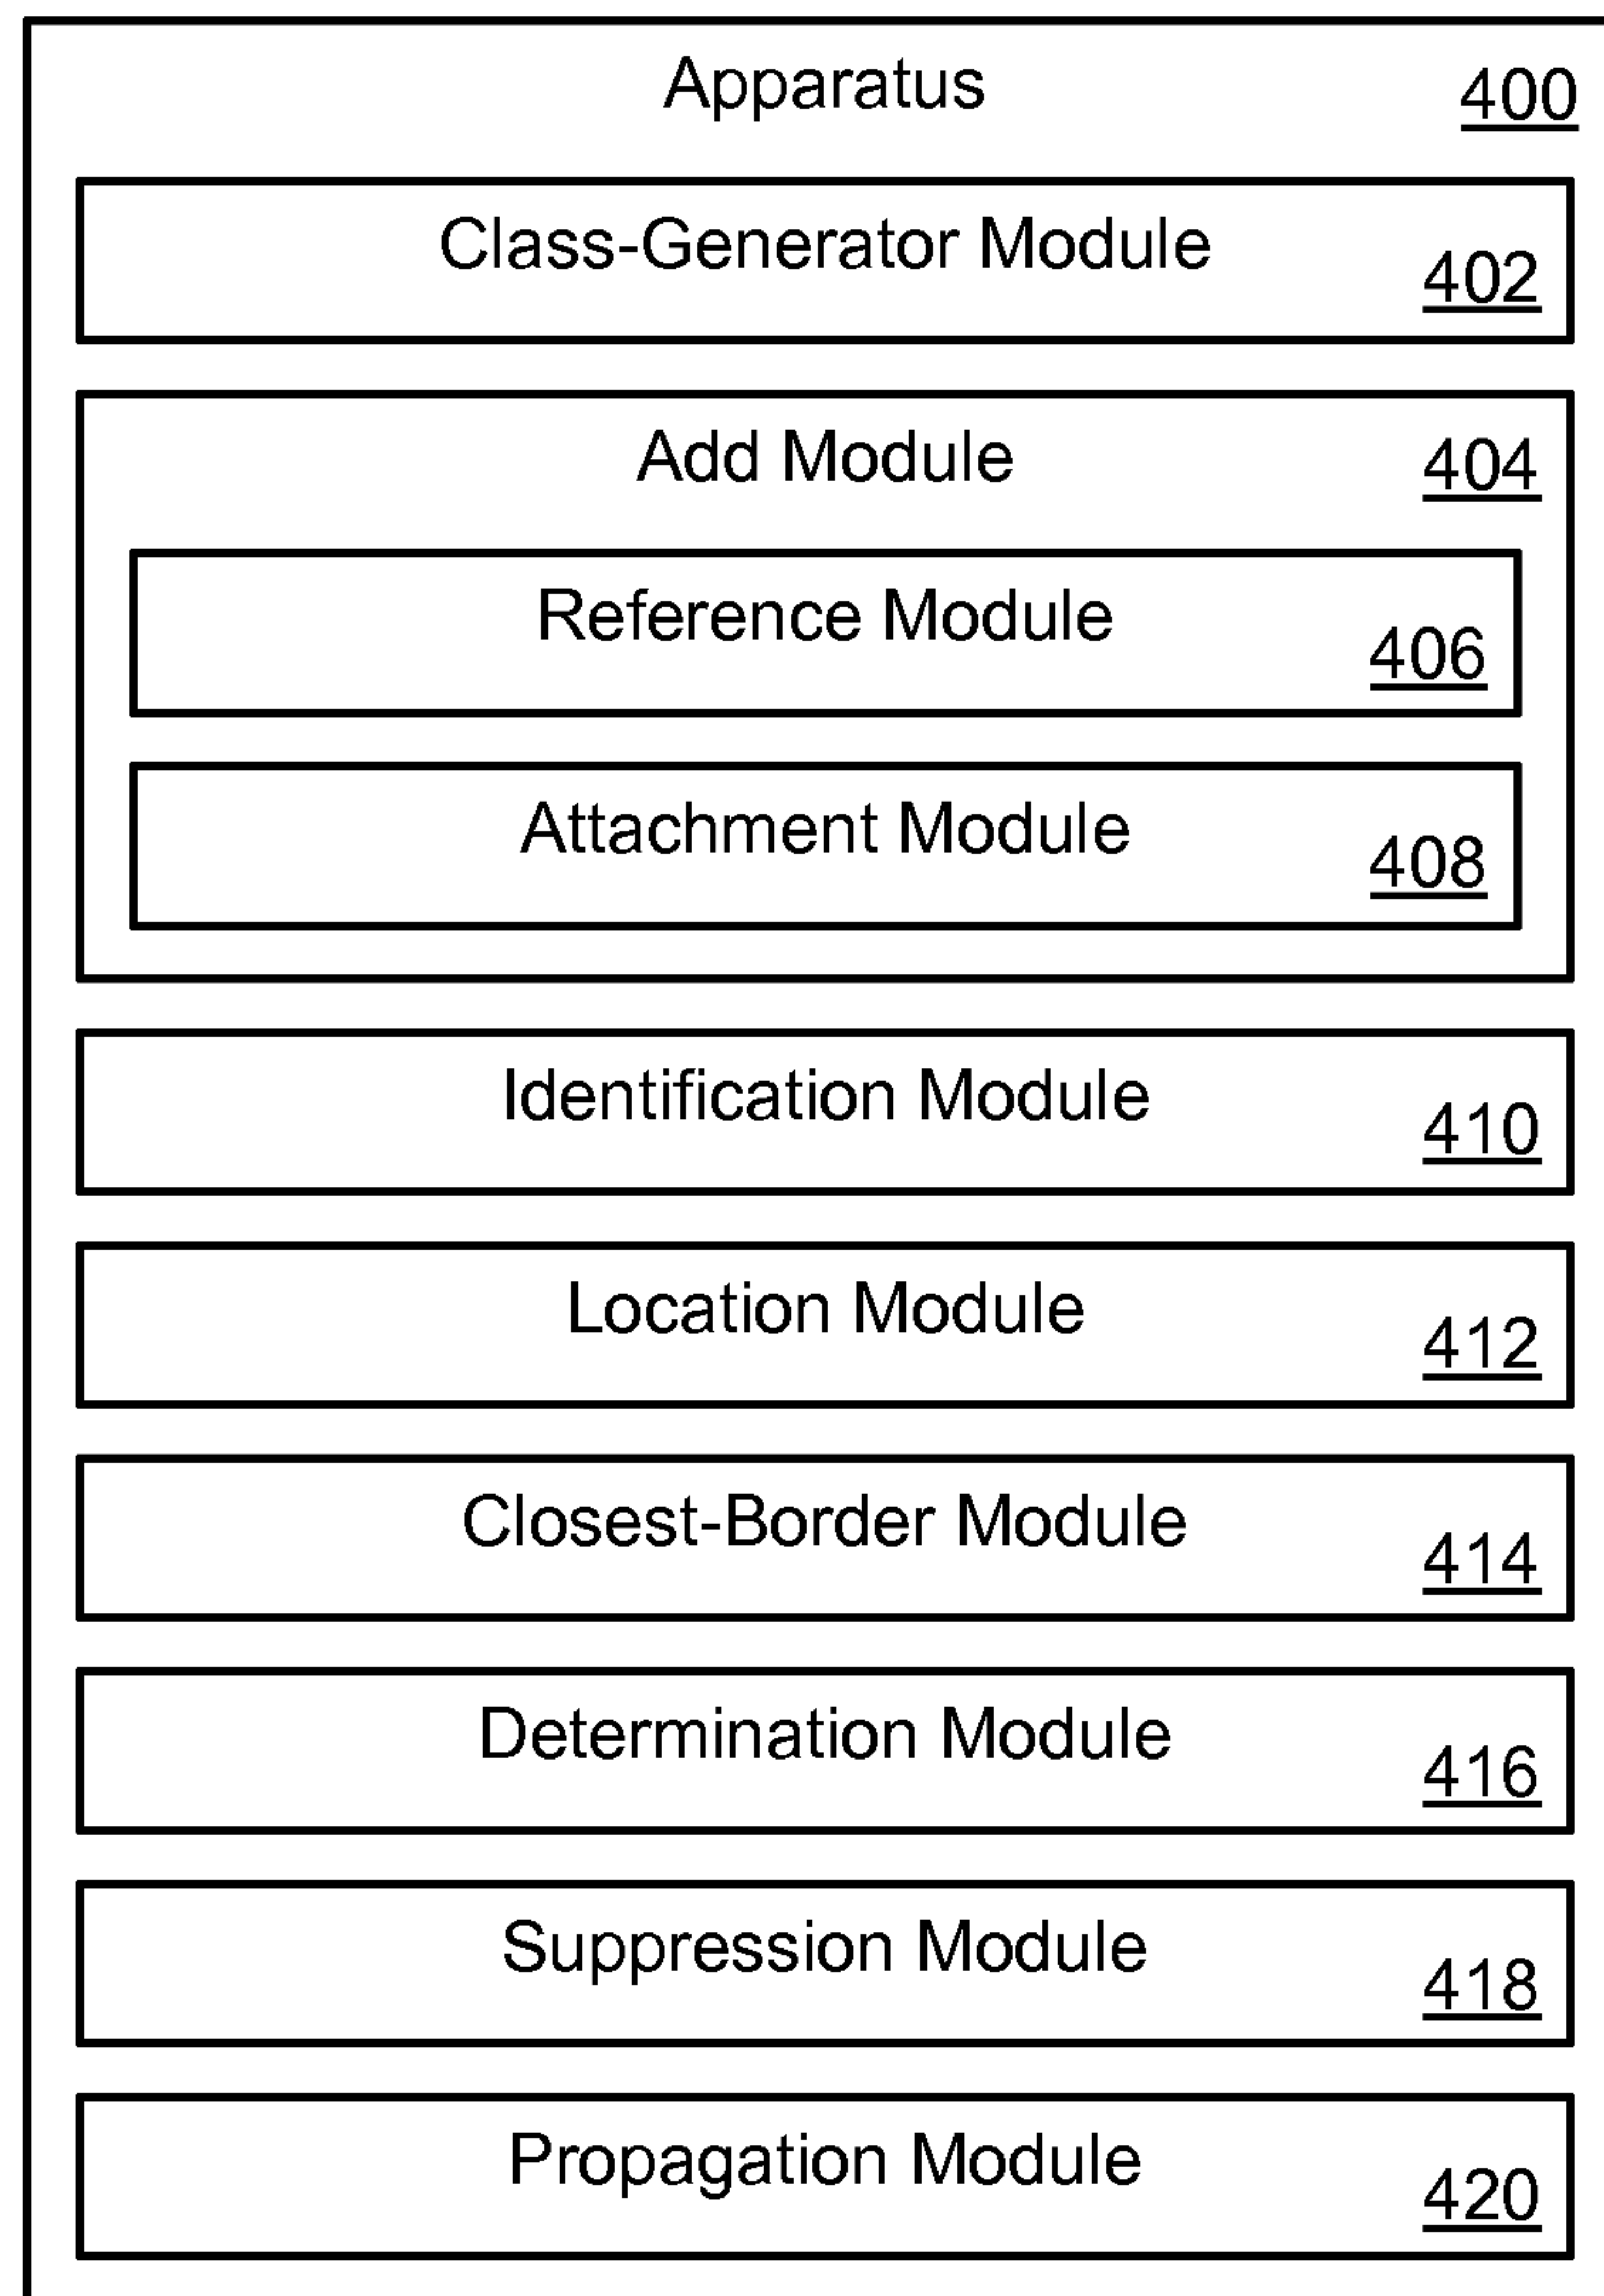 Apparatus 400
Class-Generator Module 402
Add Module 404
Reference Module 406
Attachment Module 408
Identification Module 410
Location Module 412
Closest-Border Module 414
Determination Module 416
Suppression Module 418
Propagation Module 420